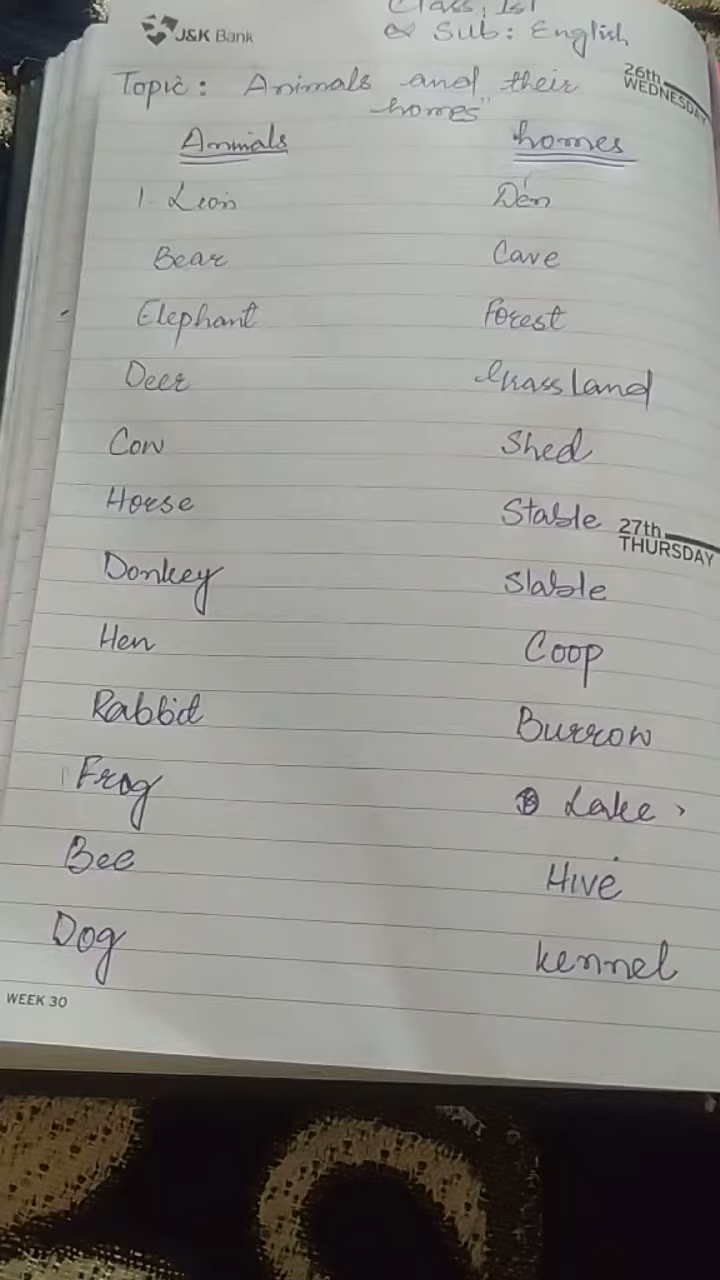 Class: 1st
J&K Bank
Sub: English
26th
WEDNESDAY
Topic: Animals and their
homes"
Animals homes
1 Lion Den
Bear Cave
Elephant Forest
Deer Grassland
Cow Shed
Horse Stable
27th
THURSDAY
Donkey Stable
Hen Coop
Rabbit Burrow
Frog Lake
Bee Hive
Dog kennel
WEEK 30